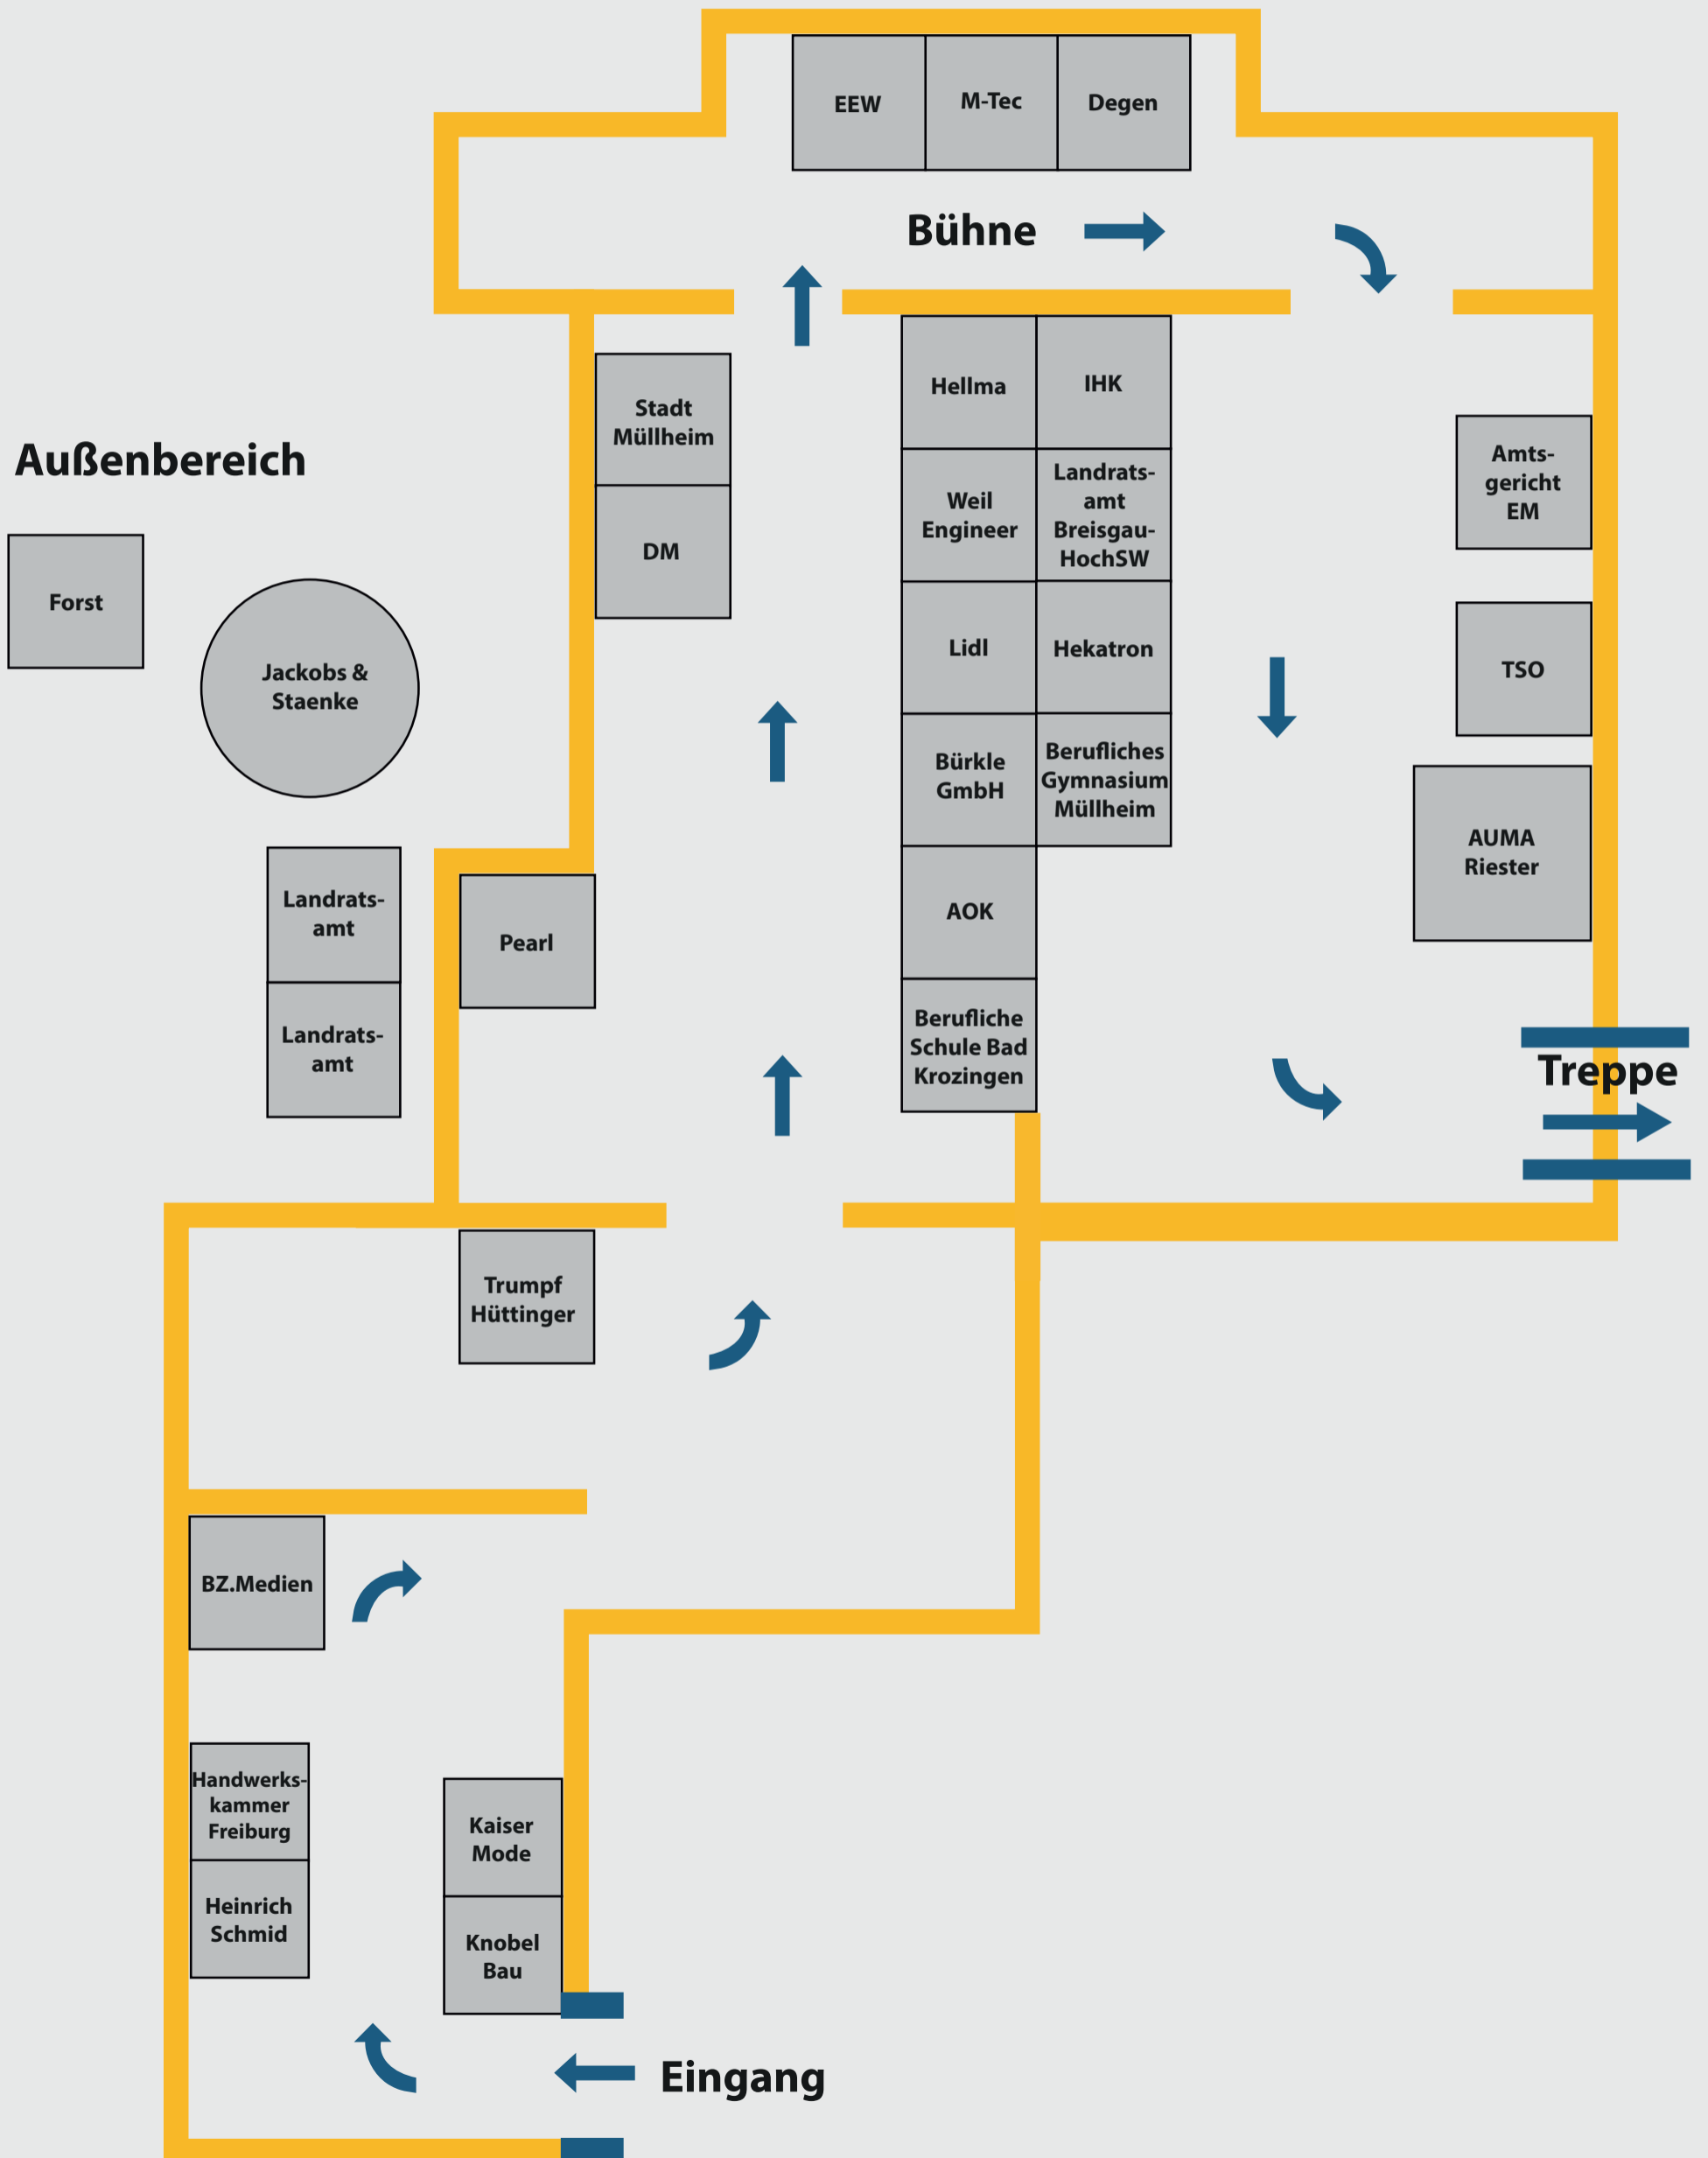 EEW
M-Tec
Degen
Bühne
Hellma
IHK
Stadt
Müllheim
Weil
Engineer
Landrats-
amt
Breisgau-
HochSW
Amts-
gericht
EM
Außenbereich
DM
Forst
Jackobs &
Staenke
Lidl
Hekatron
TSO
Bürkle
GmbH
Berufliches
Gymnasium
Müllheim
AUMA
Riester
Landrats-
amt
Pearl
AOK
Landrats-
amt
Berufliche
Schule Bad
Krozingen
Treppe
Trumpf
Hüttinger
BZ.Medien
Handwerks-
kammer
Freiburg
Kaiser
Mode
Heinrich
Schmid
Knobel
Bau
Eingang